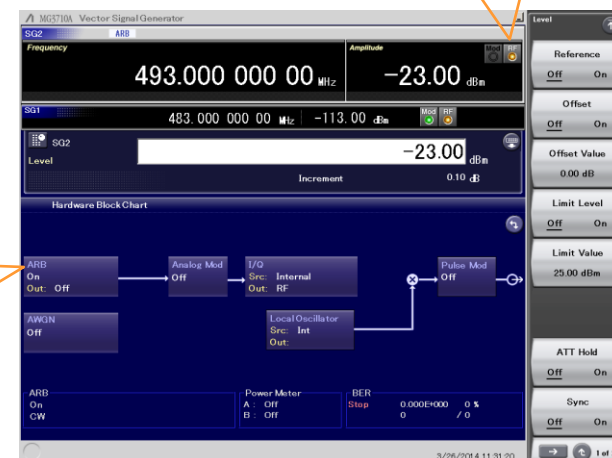 MG3710A Vector Signal Generator
SG2 ARB
Frequency
493.000 000 00 MHz
Amplitude
-23.00 dBm
Mod RF
SG1
483. 000 000 00 MHz -113. 00 dBm Mod RF
SG2
Level
-23.00 dBm
Increment 0.10 dB
Hardware Block Chart
ARB
On
Out: Off
Analog Mod
Off
I/Q
Src: Internal
Out: RF
Pulse Mod
Off
AWGN
Off
Local Oscillator
Src: Int
Out:
ARB
On
CW
Power Meter
A : Off
B : Off
BER
Stop 0.000E+000 0 %
0 / 0
3/26/2014 11:31:20
Level
Reference
Off On
Offset
Off On
Offset Value
0.00 dB
Limit Level
Off On
Limit Value
25.00 dBm
ATT Hold
Off On
Sync
Off On
1 of